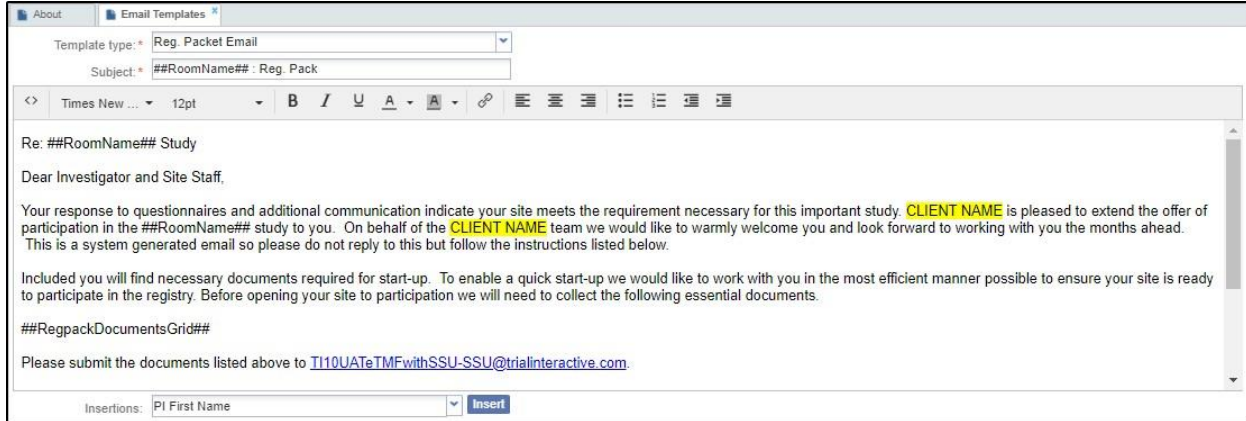 About Email Templates x
Template type:* Reg. Packet Email
Subject:* ##RoomName## : Reg. Pack
<> Times New ... 12pt B I U A A
Re: ##RoomName## Study
Dear Investigator and Site Staff,
Your response to questionnaires and additional communication indicate your site meets the requirement necessary for this important study. CLIENT NAME is pleased to extend the offer of
participation in the ##RoomName## study to you. On behalf of the CLIENT NAME team we would like to warmly welcome you and look forward to working with you the months ahead.
This is a system generated email so please do not reply to this but follow the instructions listed below.
Included you will find necessary documents required for start-up. To enable a quick start-up we would like to work with you in the most efficient manner possible to ensure your site is ready
to participate in the registry. Before opening your site to participation we will need to collect the following essential documents.
##RegpackDocumentsGrid##
Please submit the documents listed above to TI10UATeTMFwithSSU-SSU@trialinteractive.com.
Insertions: PI First Name Insert